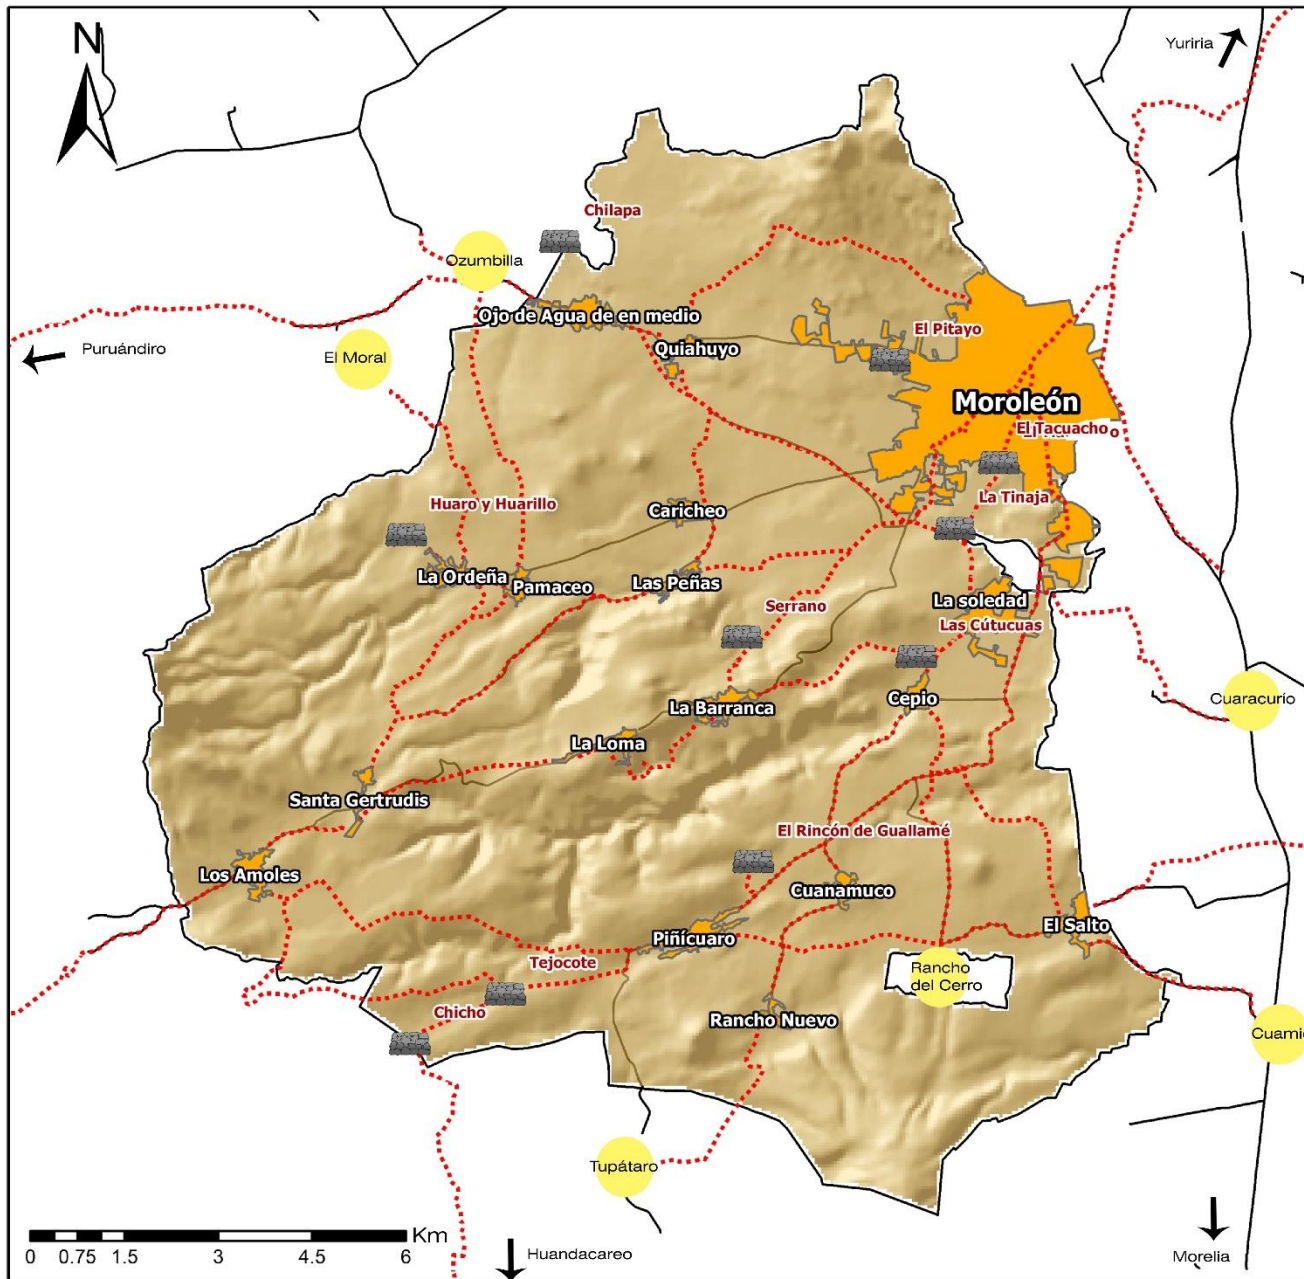 Yuriria
N
Chilapa
Ozumbilla
Ojo de Agua de en medio
El Pitayo
Puruándiro
El Moral
Quiahuyo
Moroleón
El Tacuacho
Huaro y Huarillo
La Tinaja
Caricheo
La Ordeña
Pamaceo
Las Peñas
La soledad
Serrano
Las Cútucuas
La Barranca
Cepio
Cuaracurío
La Loma
Santa Gertrudis
El Rincón de Guallamé
Los Amoles
Cuanamuco
Piñícuaro
El Salto
Tejocote
Rancho
del Cerro
Chicho
Rancho Nuevo
Cuamio
Tupátaro
Km
0 0.75 1.5 3 4.5 6
Huandacareo
Morelia